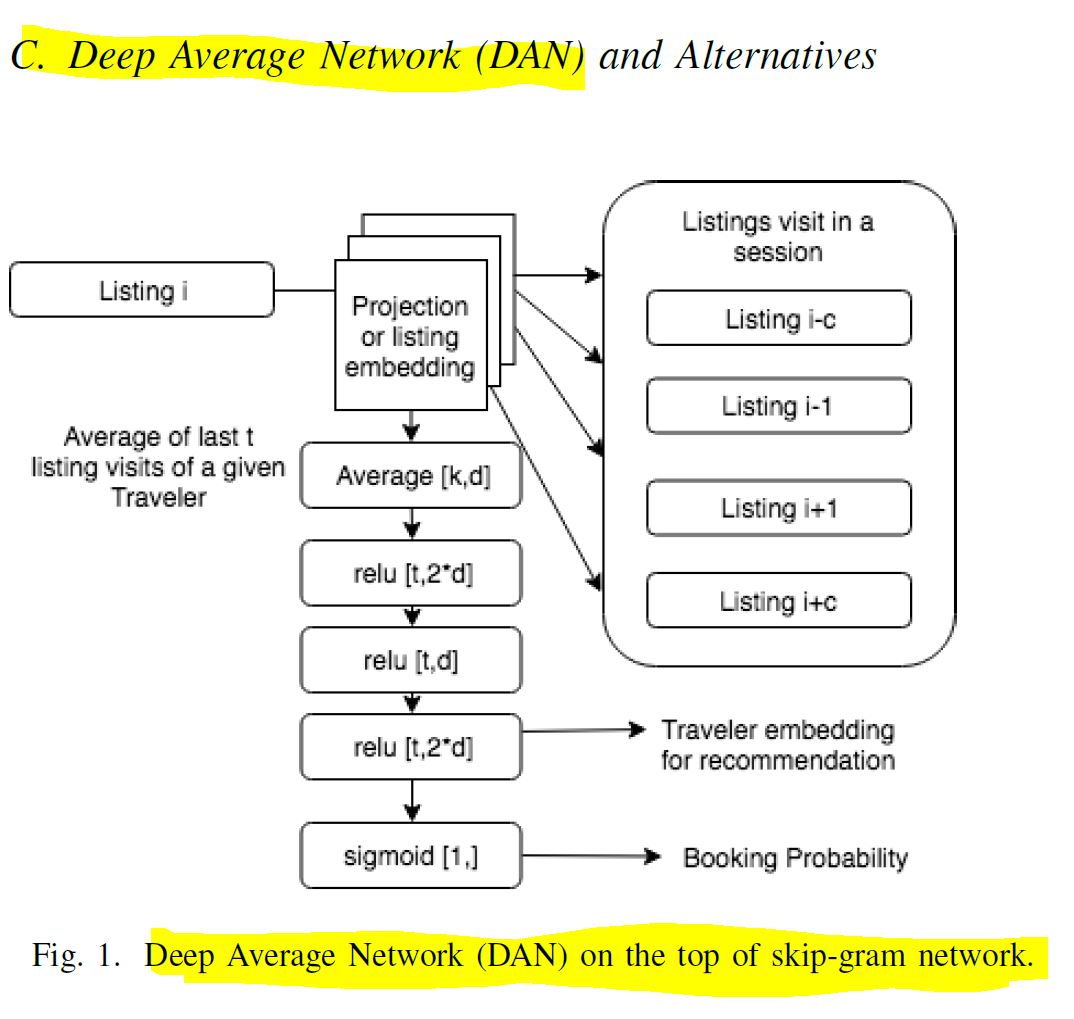 C. Deep Average Network (DAN) and Alternatives
Listing i
Projection
or listing
embedding
Listings visit in a
session
Listing i-c
Listing i-1
Listing i+1
Listing i+c
Average of last t
listing visits of a given
Traveler
Average [k,d]
relu [t,2*d]
relu [t,d]
relu [t,2*d]
Traveler embedding
for recommendation
sigmoid [1,]
Booking Probability
Fig. 1. Deep Average Network (DAN) on the top of skip-gram network.